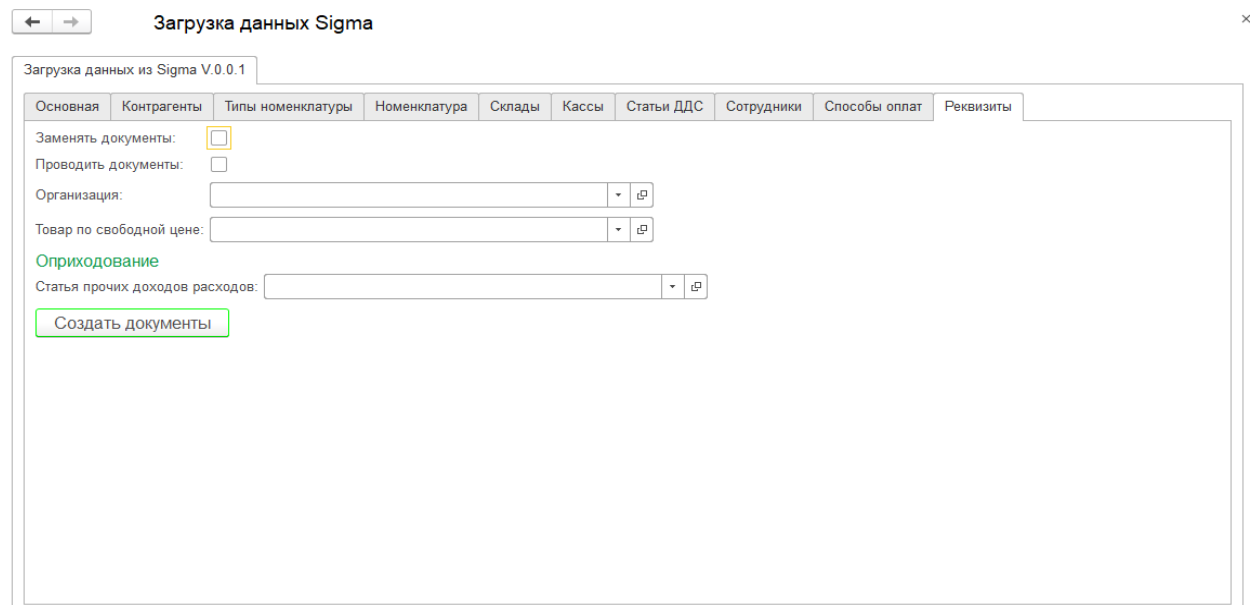 Загрузка данных Sigma
Загрузка данных из Sigma V.0.0.1
Основная Контрагенты Типы номенклатуры Номенклатура Склады Кассы Статьи ДДС Сотрудники Способы оплат Реквизиты
Заменять документы:
Проводить документы:
Организация:
Товар по свободной цене:
Оприходование
Статья прочих доходов расходов:
Создать документы